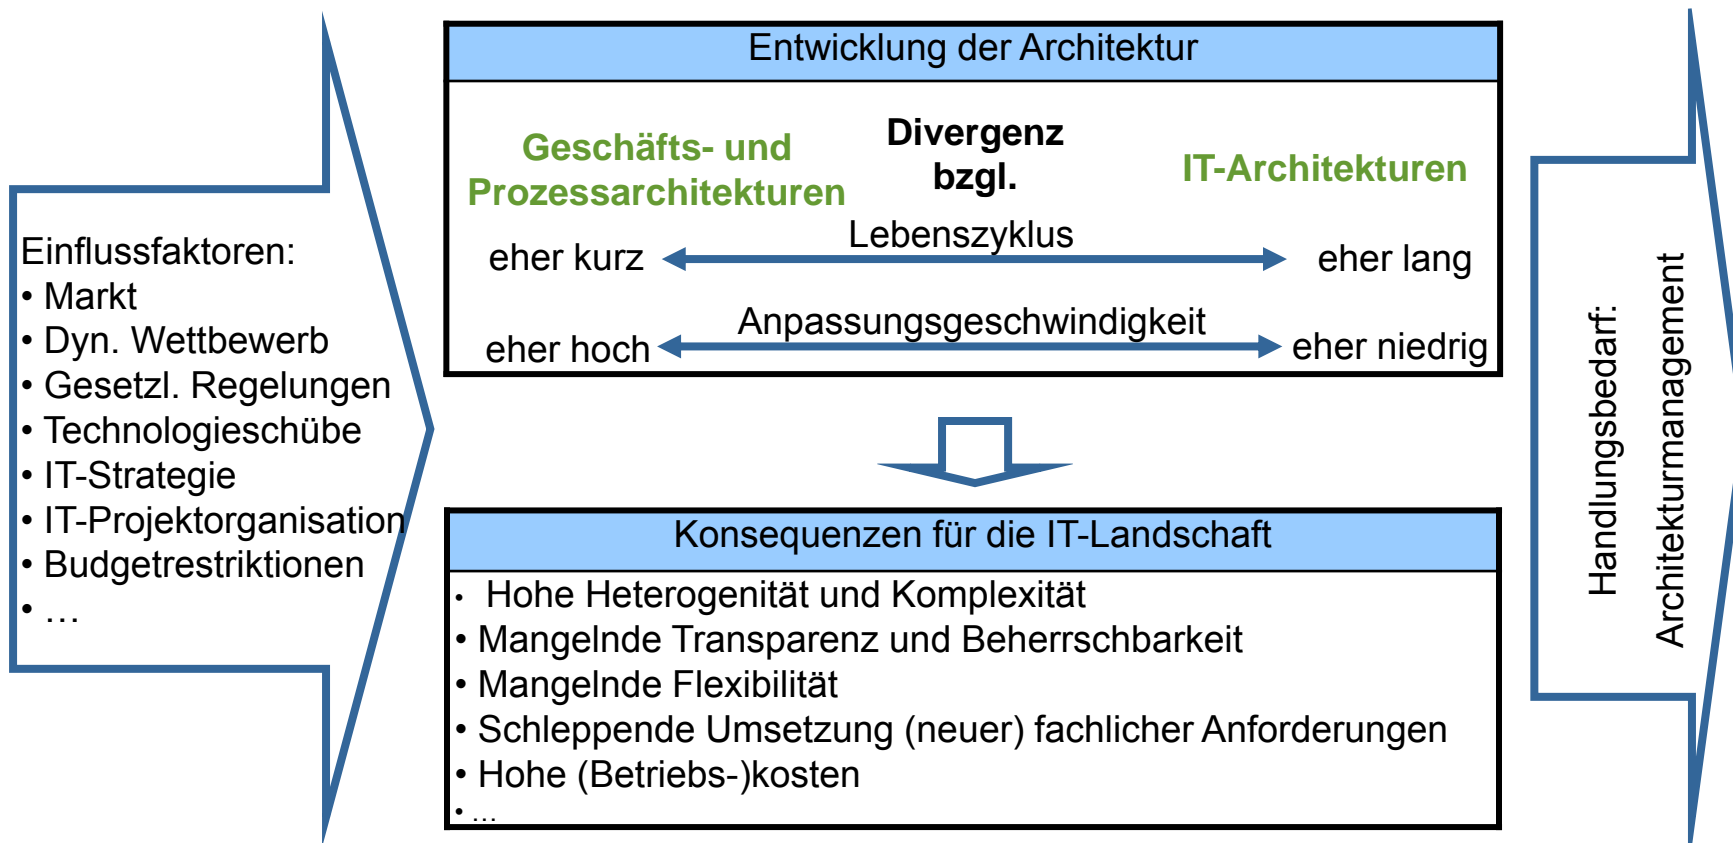 Einflussfaktoren:
• Markt
• Dyn. Wettbewerb
• Gesetzl. Regelungen
• Technologieschübe
• IT-Strategie
• IT-Projektorganisation
• Budgetrestriktionen
• …
Entwicklung der Architektur
Geschäfts- und
Prozessarchitekturen
Divergenz
bzgl.
IT-Architekturen
Lebenszyklus
eher kurz
eher lang
Anpassungsgeschwindigkeit
eher hoch
eher niedrig
Konsequenzen für die IT-Landschaft
• Hohe Heterogenität und Komplexität
• Mangelnde Transparenz und Beherrschbarkeit
• Mangelnde Flexibilität
• Schleppende Umsetzung (neuer) fachlicher Anforderungen
• Hohe (Betriebs-)kosten
• ...
Handlungsbedarf:
Architekturmanagement